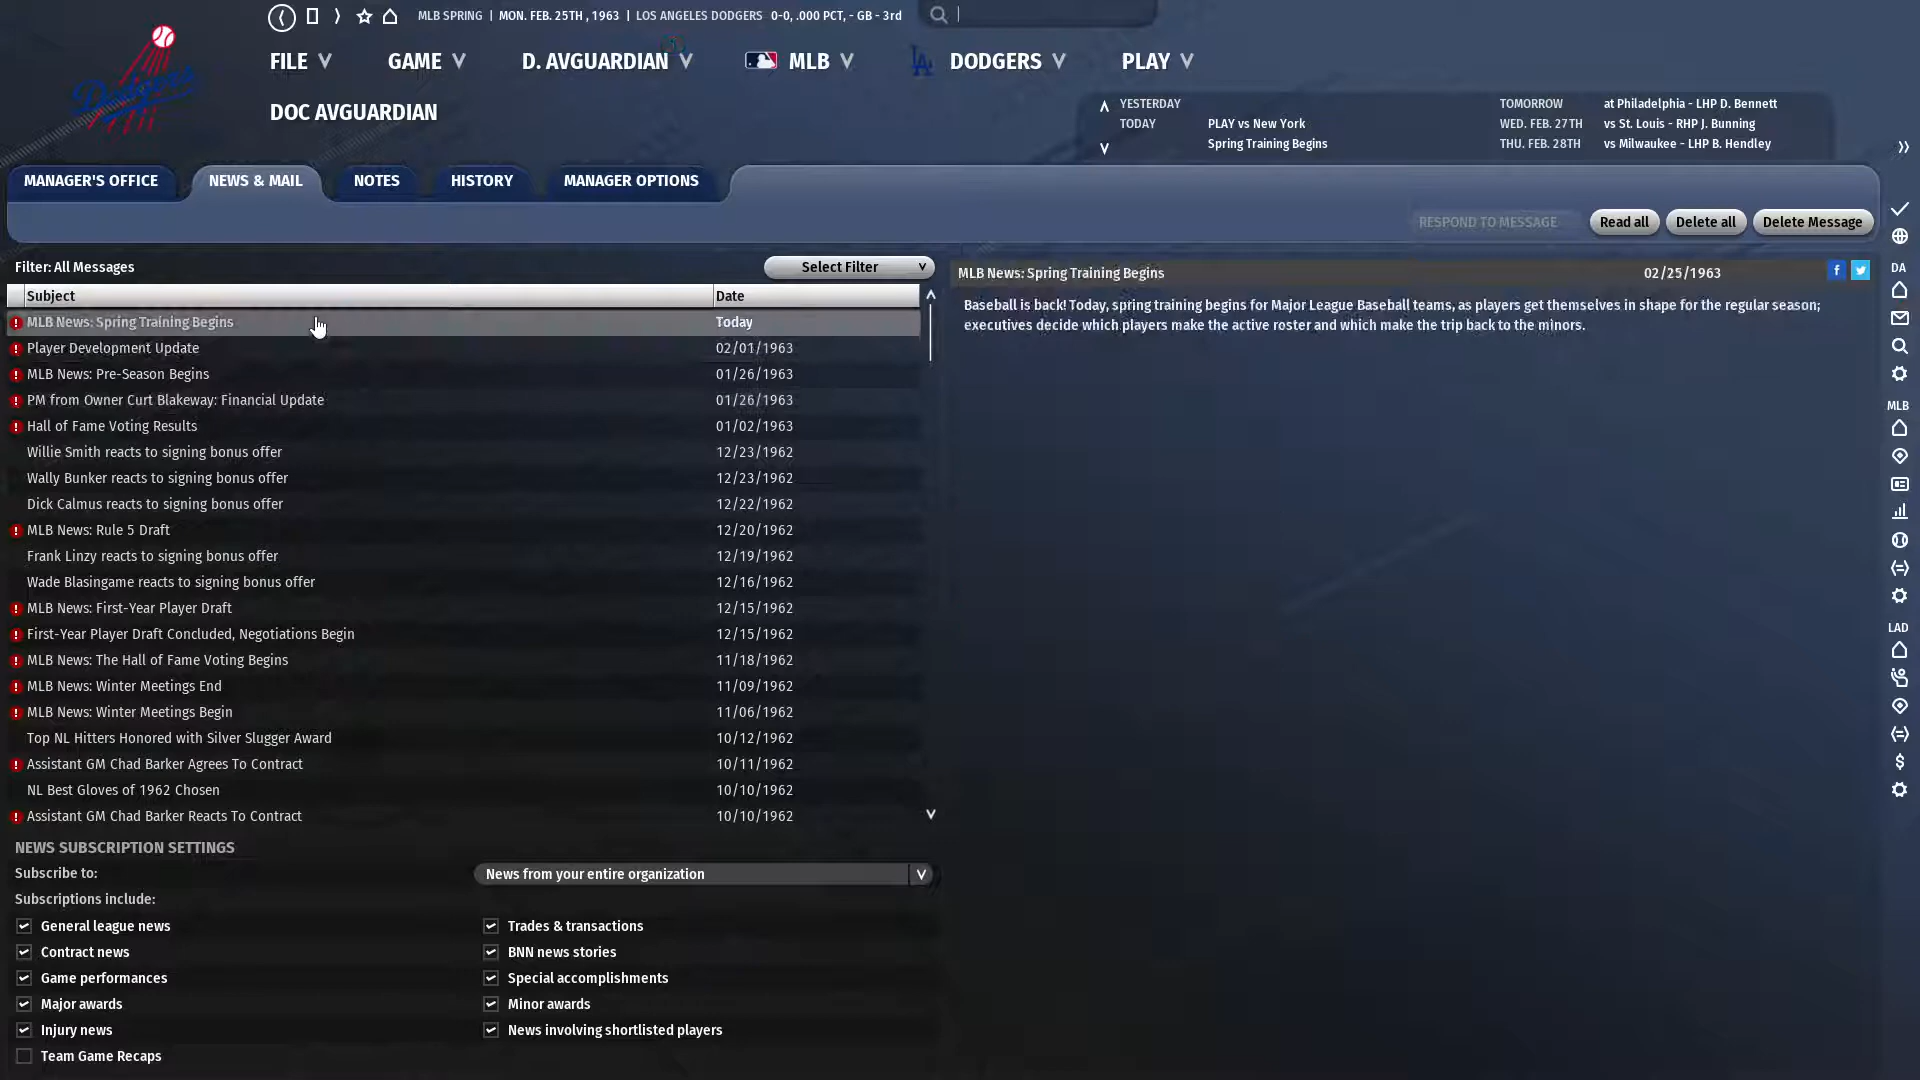 MLB SPRING | MON. FEB. 25TH , 1963 | LOS ANGELES DODGERS 0-0, .000 PCT, - GB - 3rd
Dodgers
FILE GAME D. AVGUARDIAN MLB DODGERS PLAY
DOC AVGUARDIAN
YESTERDAY
TODAY PLAY vs New York
Spring Training Begins
TOMORROW at Philadelphia - LHP D. Bennett
WED. FEB. 27TH vs St. Louis - RHP J. Bunning
THU. FEB. 28TH vs Milwaukee - LHP B. Hendley
MANAGER'S OFFICE NEWS & MAIL NOTES HISTORY MANAGER OPTIONS
RESPOND TO MESSAGE Read all Delete all Delete Message
Filter: All Messages Select Filter
Subject Date
MLB News: Spring Training Begins Today
Player Development Update 02/01/1963
MLB News: Pre-Season Begins 01/26/1963
PM from Owner Curt Blakeway: Financial Update 01/26/1963
Hall of Fame Voting Results 01/02/1963
Willie Smith reacts to signing bonus offer 12/23/1962
Wally Bunker reacts to signing bonus offer 12/23/1962
Dick Calmus reacts to signing bonus offer 12/22/1962
MLB News: Rule 5 Draft 12/20/1962
Frank Linzy reacts to signing bonus offer 12/19/1962
Wade Blasingame reacts to signing bonus offer 12/16/1962
MLB News: First-Year Player Draft 12/15/1962
First-Year Player Draft Concluded, Negotiations Begin 12/15/1962
MLB News: The Hall of Fame Voting Begins 11/18/1962
MLB News: Winter Meetings End 11/09/1962
MLB News: Winter Meetings Begin 11/06/1962
Top NL Hitters Honored with Silver Slugger Award 10/12/1962
Assistant GM Chad Barker Agrees To Contract 10/11/1962
NL Best Gloves of 1962 Chosen 10/10/1962
Assistant GM Chad Barker Reacts To Contract 10/10/1962
MLB News: Spring Training Begins 02/25/1963
Baseball is back! Today, spring training begins for Major League Baseball teams, as players get themselves in shape for the regular season;
executives decide which players make the active roster and which make the trip back to the minors.
NEWS SUBSCRIPTION SETTINGS
Subscribe to: News from your entire organization
Subscriptions include:
General league news Trades & transactions
Contract news BNN news stories
Game performances Special accomplishments
Major awards Minor awards
Injury news News involving shortlisted players
Team Game Recaps
DA
MLB
LAD